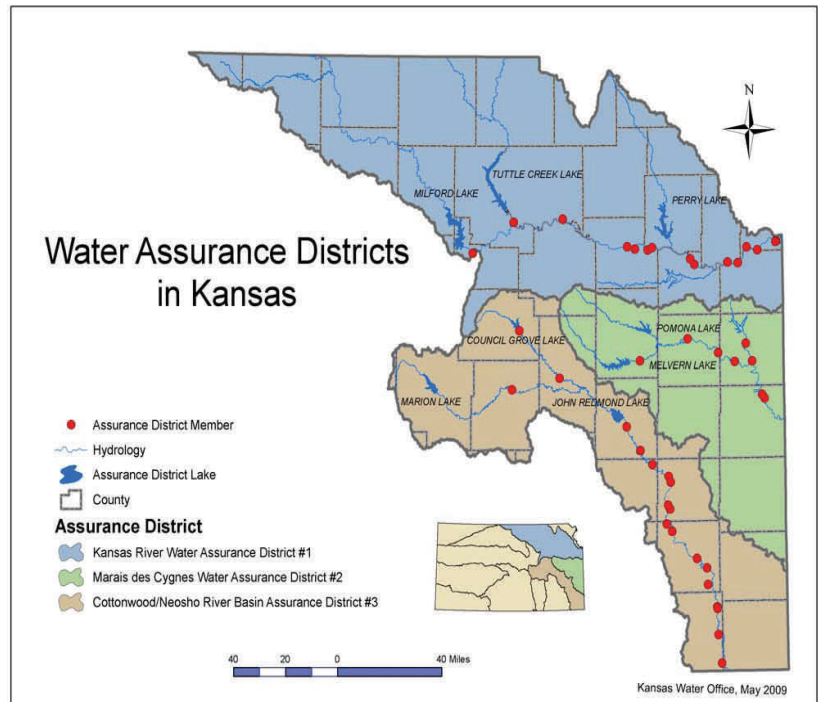 N
TUTTLE CREEK LAKE
MILFORD LAKE
PERRY LAKE
Water Assurance Districts
in Kansas
POMONA LAKE
COUNCIL GROVE LAKE
MELVERN LAKE
MARION LAKE
JOHN REDMOND LAKE
Assurance District Member
Hydrology
Assurance District Lake
County
Assurance District
Kansas River Water Assurance District #1
Marais des Cygnes Water Assurance District #2
Cottonwood/Neosho River Basin Assurance District #3
40 20 0 40 Miles
Kansas Water Office, May 2009